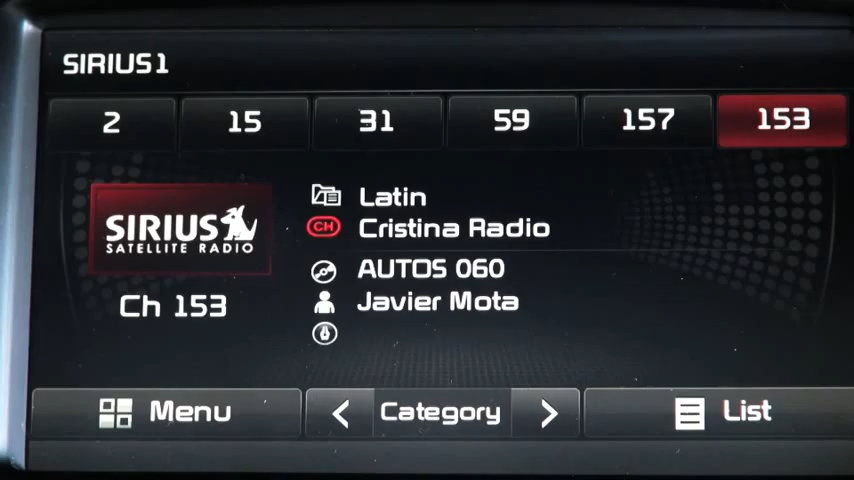 SIRIUS1
2 15 31 59 157 153
SIRIUS
SATELLITE RADIO
Ch 153
Latin
CH Cristina Radio
AUTOS 060
Javier Mota
Menu < Category > List